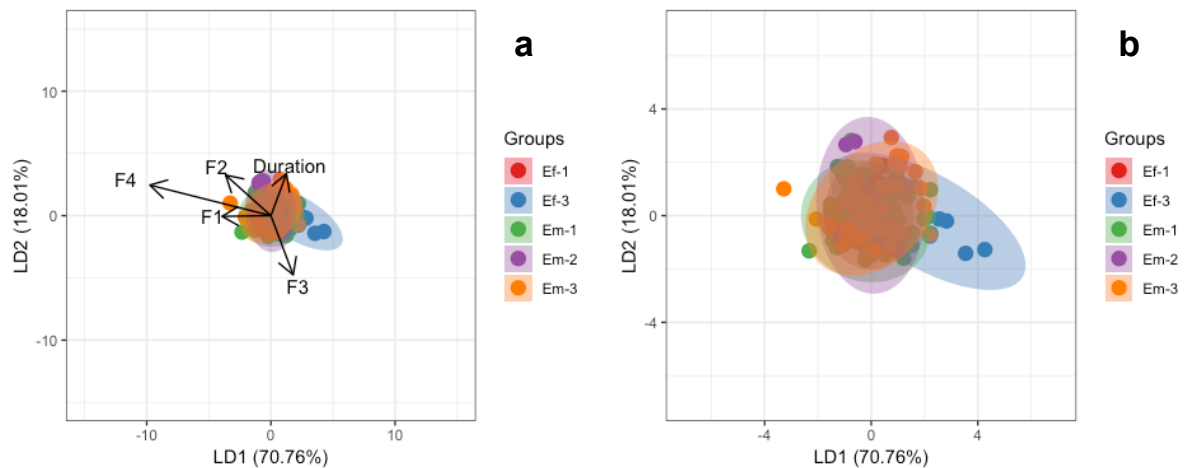 a
10
0
-10
LD2 (18.01%)
F4
F2
Duration
F1
F3
-10
0
10
LD1 (70.76%)
Groups
Ef-1
Ef-3
Em-1
Em-2
Em-3
b
4
0
-4
LD2 (18.01%)
-4
0
4
LD1 (70.76%)
Groups
Ef-1
Ef-3
Em-1
Em-2
Em-3